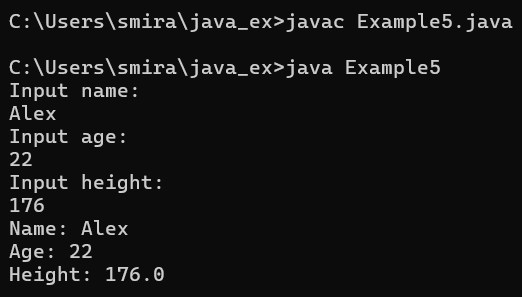 C:\Users\smira\java_ex>javac Example5.java
C:\Users\smira\java_ex>java Example5
Input name:
Alex
Input age:
22
Input height:
176
Name: Alex
Age: 22
Height: 176.0